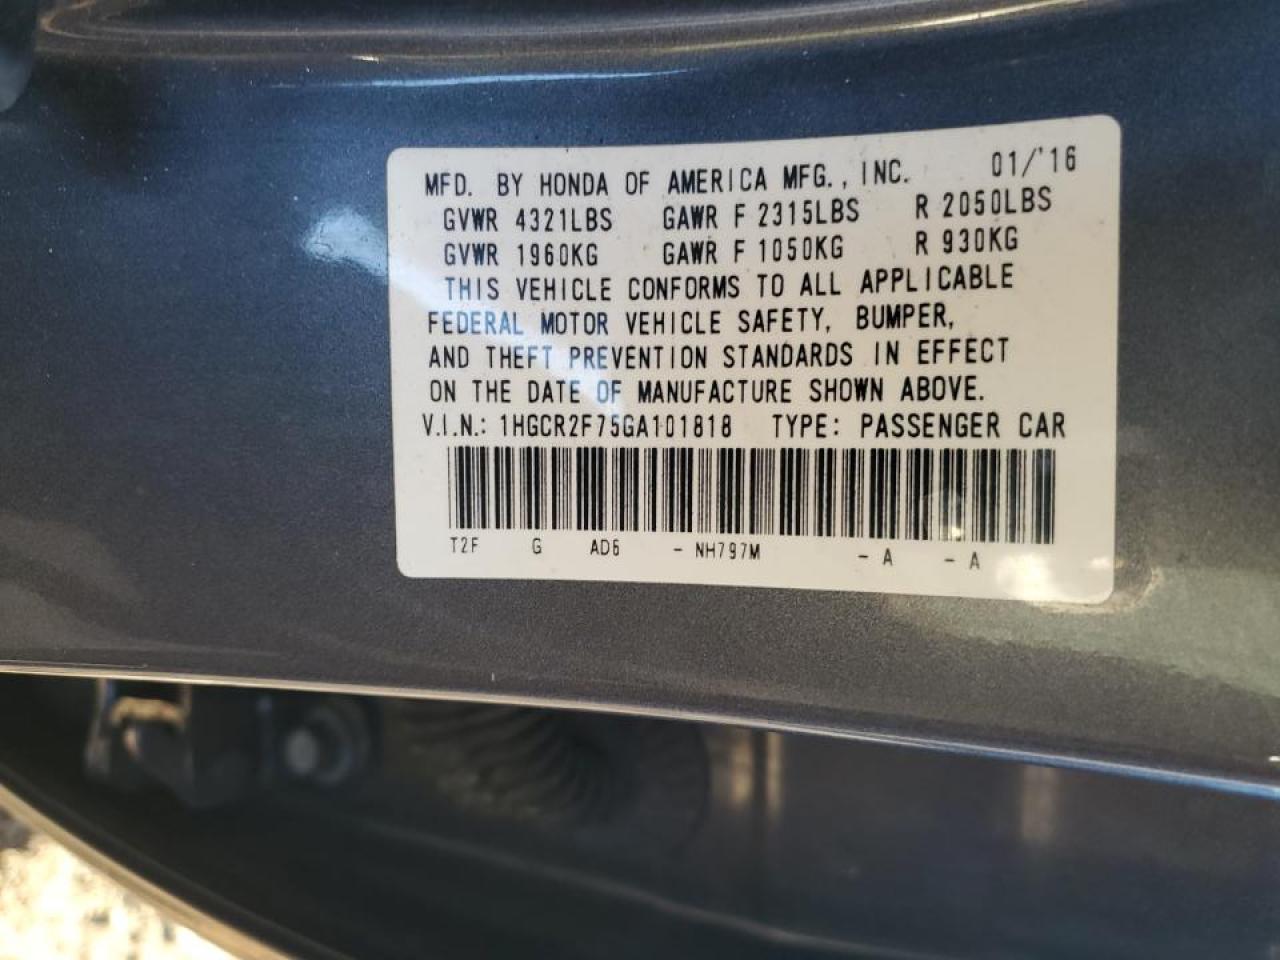 MFD. BY HONDA OF AMERICA MFG., INC. 01/'16
GVWR 4321LBS GAWR F 2315LBS R 2050LBS
GVWR 1960KG GAWR F 1050KG R 930KG
THIS VEHICLE CONFORMS TO ALL APPLICABLE
FEDERAL MOTOR VEHICLE SAFETY, BUMPER,
AND THEFT PREVENTION STANDARDS IN EFFECT
ON THE DATE OF MANUFACTURE SHOWN ABOVE.
V.I.N.: 1HGCR2F75GA101818 TYPE: PASSENGER CAR
T2F G AD6 - NH797M - A - A